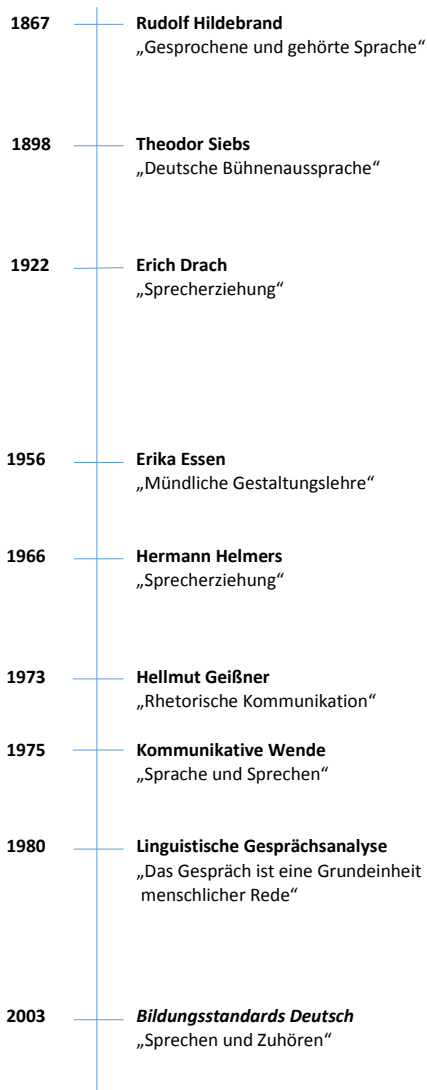 1867 Rudolf Hildebrand
„Gesprochene und gehörte Sprache“
1898 Theodor Siebs
„Deutsche Bühnenaussprache“
1922 Erich Drach
„Sprecherziehung“
1956 Erika Essen
„Mündliche Gestaltungslehre“
1966 Hermann Helmers
„Sprecherziehung“
1973 Hellmut Geißner
„Rhetorische Kommunikation“
1975 Kommunikative Wende
„Sprache und Sprechen“
1980 Linguistische Gesprächsanalyse
„Das Gespräch ist eine Grundeinheit
menschlicher Rede“
2003 Bildungsstandards Deutsch
„Sprechen und Zuhören“